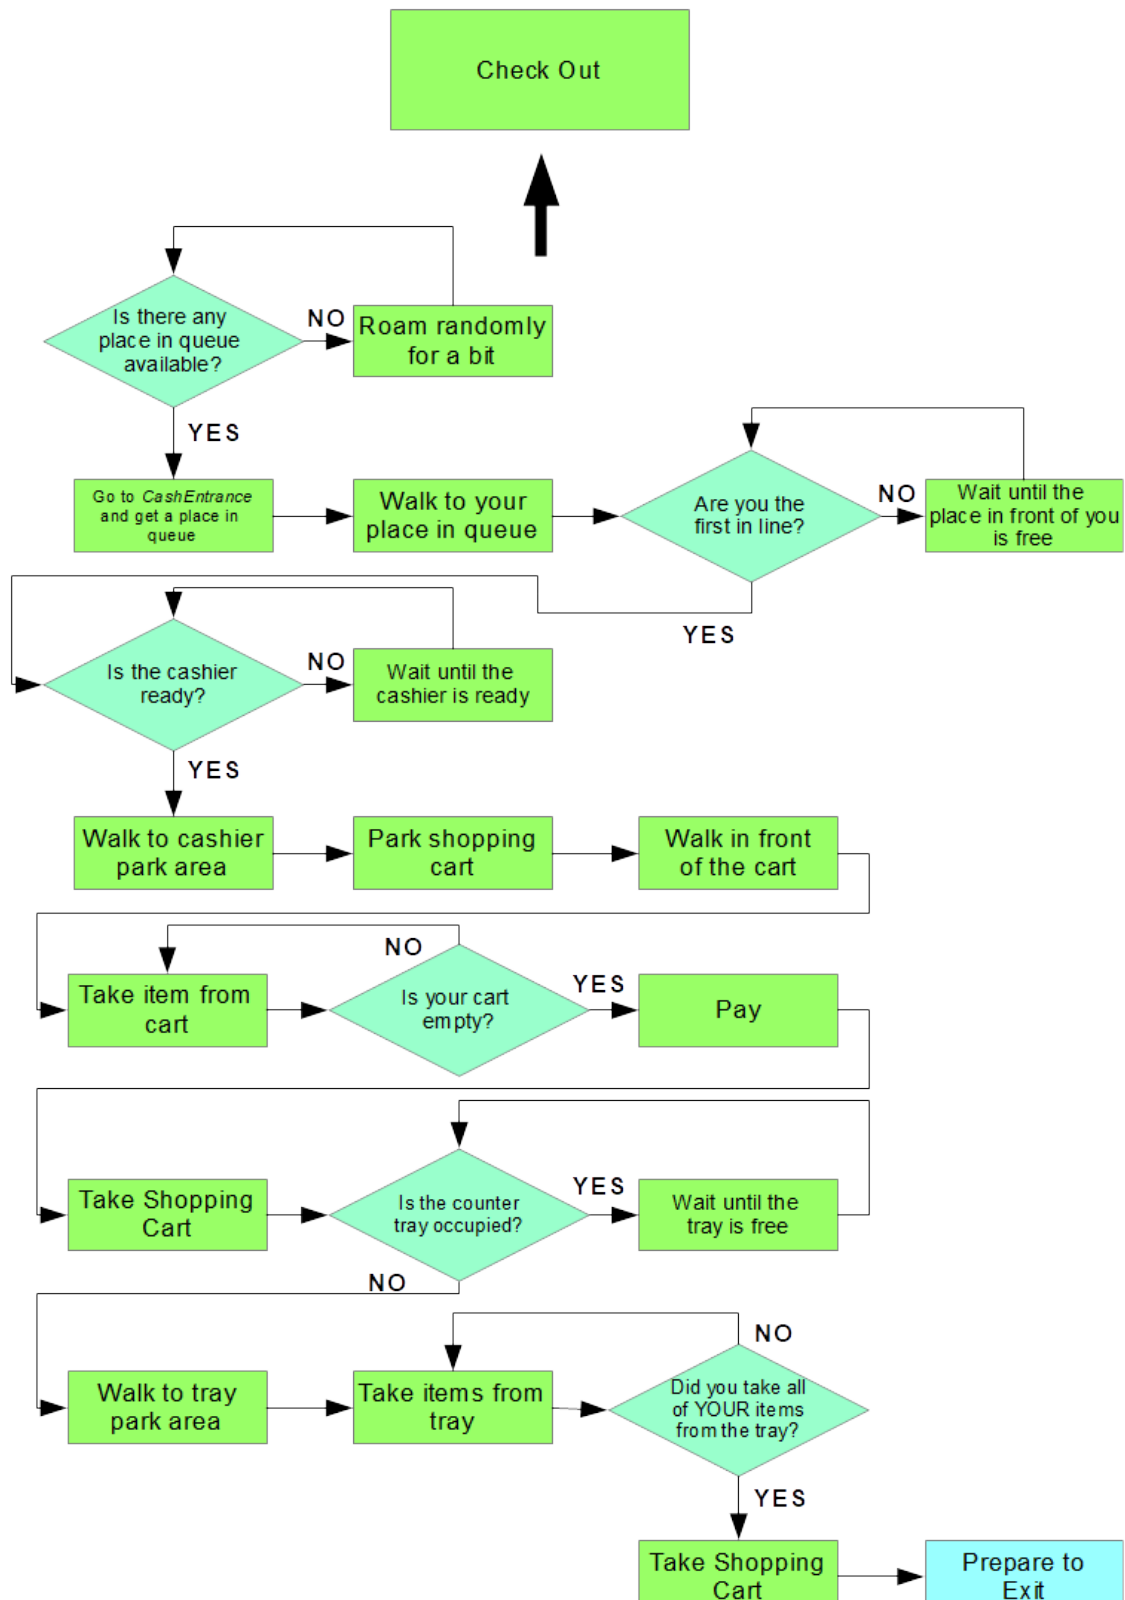 Check Out
Is there any
place in queue
available?
NO
Roam randomly
for a bit
YES
Go to CashEntrance
and get a place in
queue
Walk to your
place in queue
Are you the
first in line?
NO
Wait until the
place in front of you
is free
YES
Is the cashier
ready?
NO
Wait until the
cashier is ready
YES
Walk to cashier
park area
Park shopping
cart
Walk in front
of the cart
Take item from
cart
NO
Is your cart
empty?
YES
Pay
Take Shopping
Cart
Is the counter
tray occupied?
YES
Wait until the
tray is free
NO
Walk to tray
park area
Take items from
tray
NO
Did you take all
of YOUR items
from the tray?
YES
Take Shopping
Cart
Prepare to
Exit